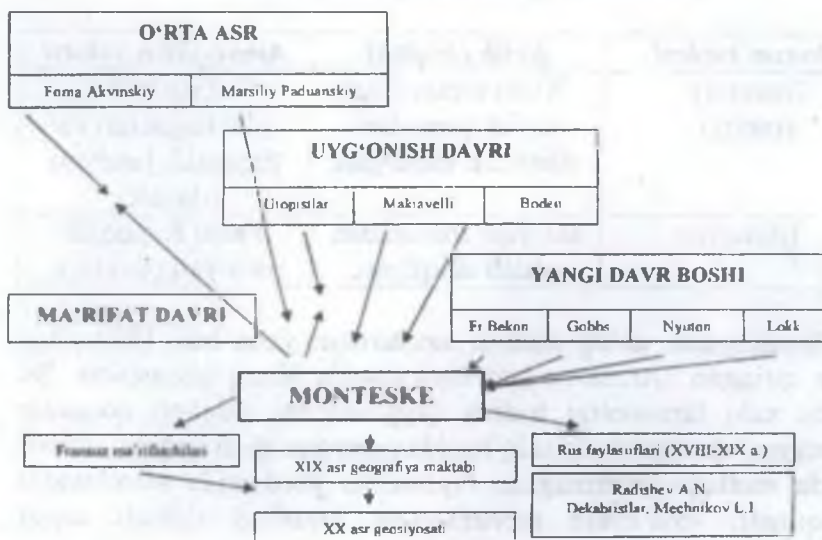 O‘RTA ASR
Foma Akvinskiy
Marsiliy Paduanskiy
UYG‘ONISH DAVRI
Utopistlar
Makiavelli
Boden
YANGI DAVR BOSHI
Fr Bekon
Gobbs
Nyuton
Lokk
MA’RIFAT DAVRI
MONTESKE
Fransuz ma’rifatchilari
XIX asr geografiya maktabi
XX asr geosiyosati
Rus faylasuflari (XVIII-XIX a.)
Radishev A N
Dekabristlar, Mechnikov L.I